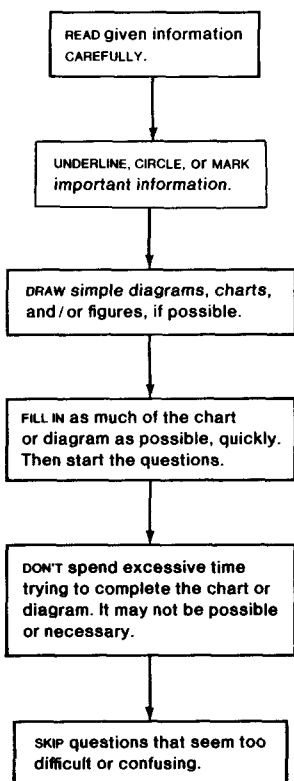 READ given information
CAREFULLY.
UNDERLINE, CIRCLE, or MARK
important information.
DRAW simple diagrams, charts,
and/or figures, if possible.
FILL IN as much of the chart
or diagram as possible, quickly.
Then start the questions.
DON'T spend excessive time
trying to complete the chart or
diagram. It may not be possible
or necessary.
SKIP questions that seem too
difficult or confusing.